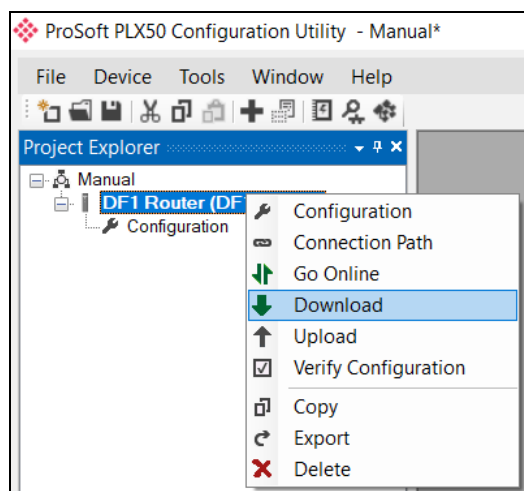 ProSoft PLX50 Configuration Utility - Manual*
File Device Tools Window Help
Project Explorer
Manual
DF1 Router (DF
Configuration
Configuration
Connection Path
Go Online
Download
Upload
Verify Configuration
Copy
Export
Delete